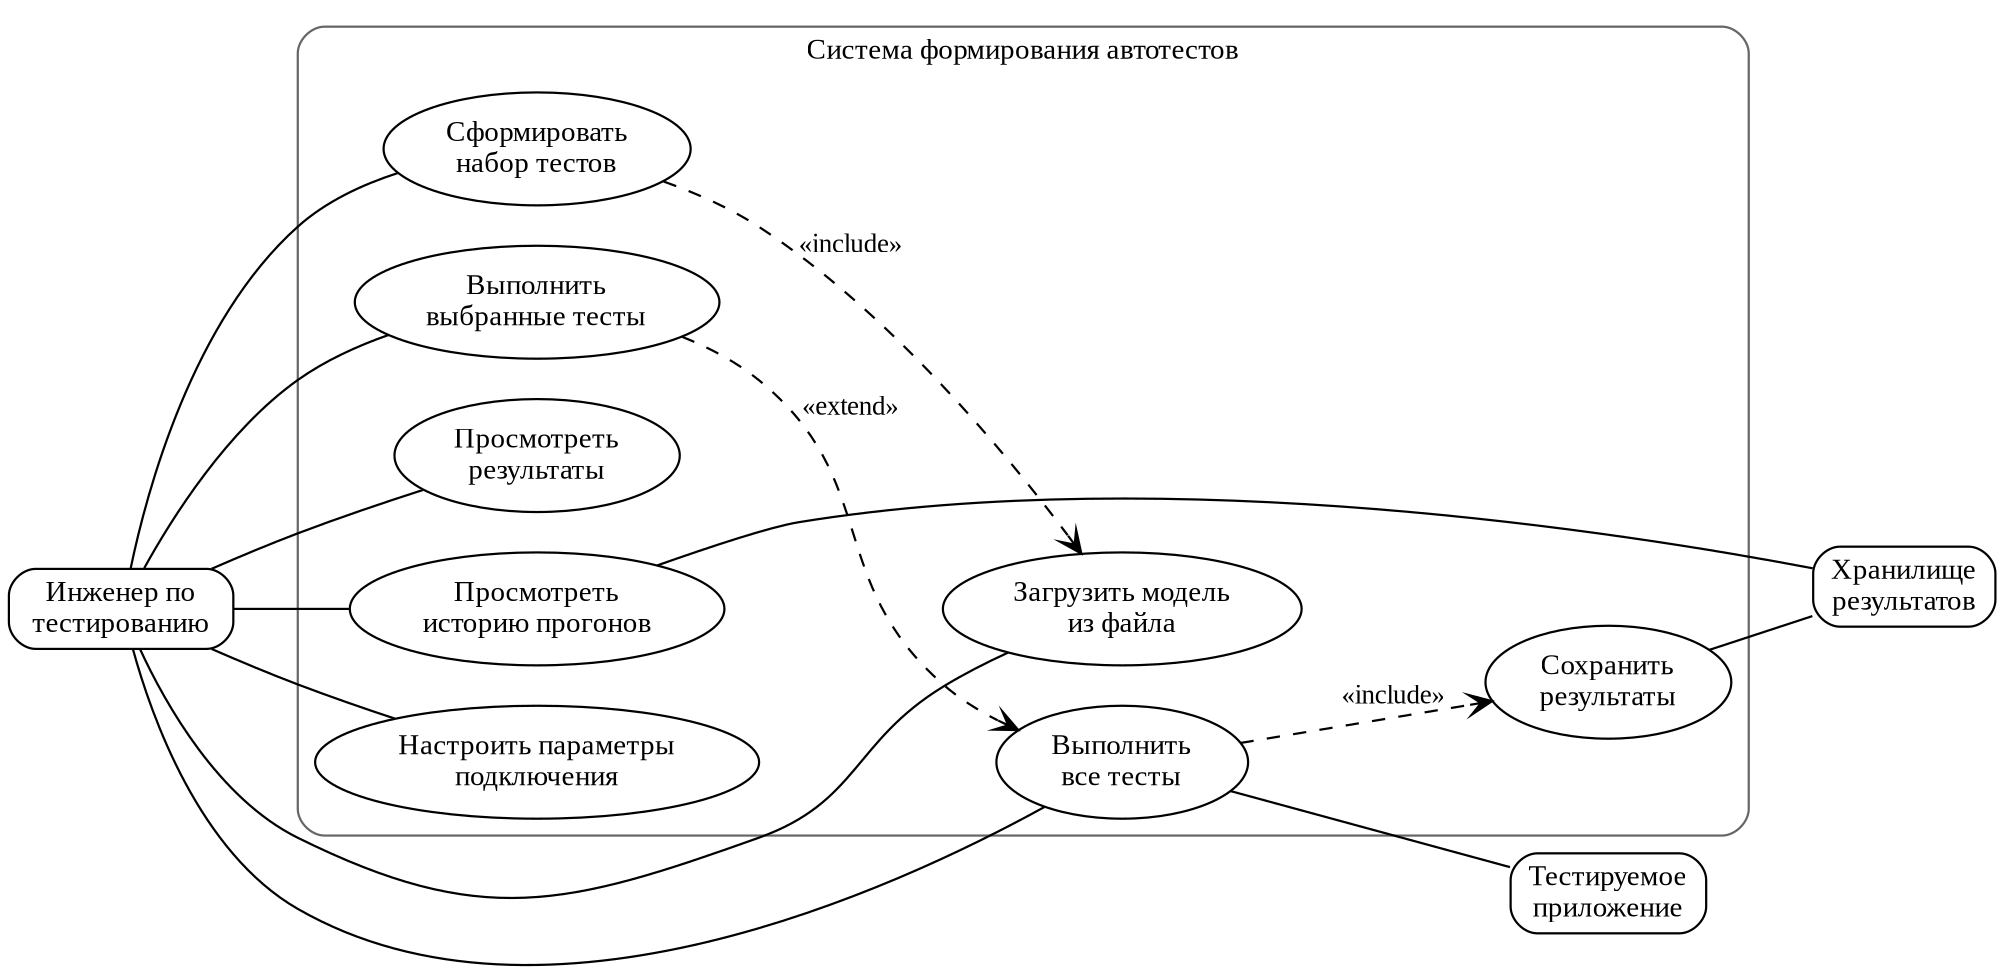 Система формирования автотестов
Сформировать
набор тестов
«include»
Выполнить
выбранные тесты
«extend»
Просмотреть
результаты
Инженер по
тестированию
Просмотреть
историю прогонов
Загрузить модель
из файла
Хранилище
результатов
Сохранить
результаты
«include»
Настроить параметры
подключения
Выполнить
все тесты
Тестируемое
приложение